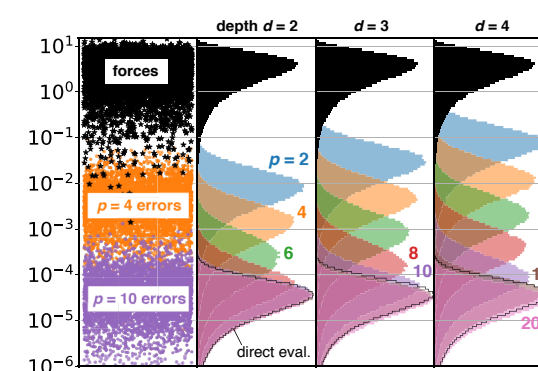 depth d = 2
d = 3
d = 4
10¹
10⁰
10⁻¹
10⁻²
10⁻³
10⁻⁴
10⁻⁵
10⁻⁶
forces
p = 4 errors
p = 10 errors
p = 2
4
6
8
10
1
20
direct eval.